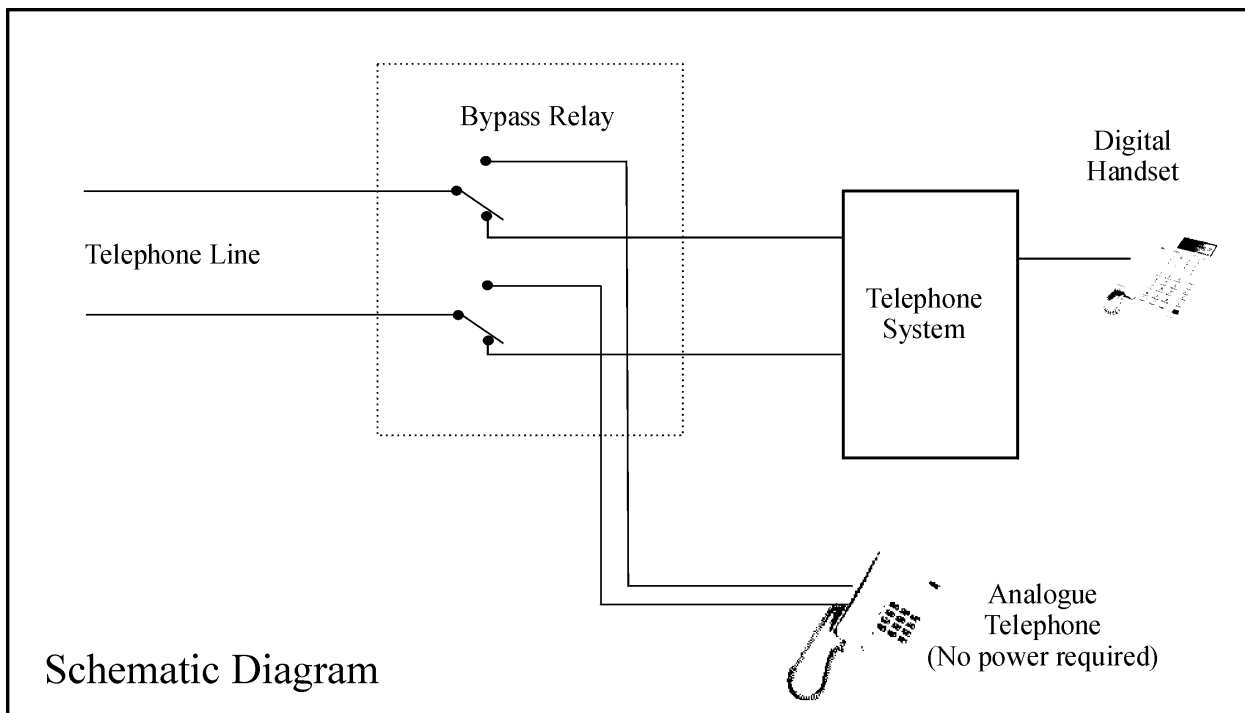 Bypass Relay
Digital
Handset
Telephone Line
Telephone
System
Analogue
Telephone
(No power required)
Schematic Diagram